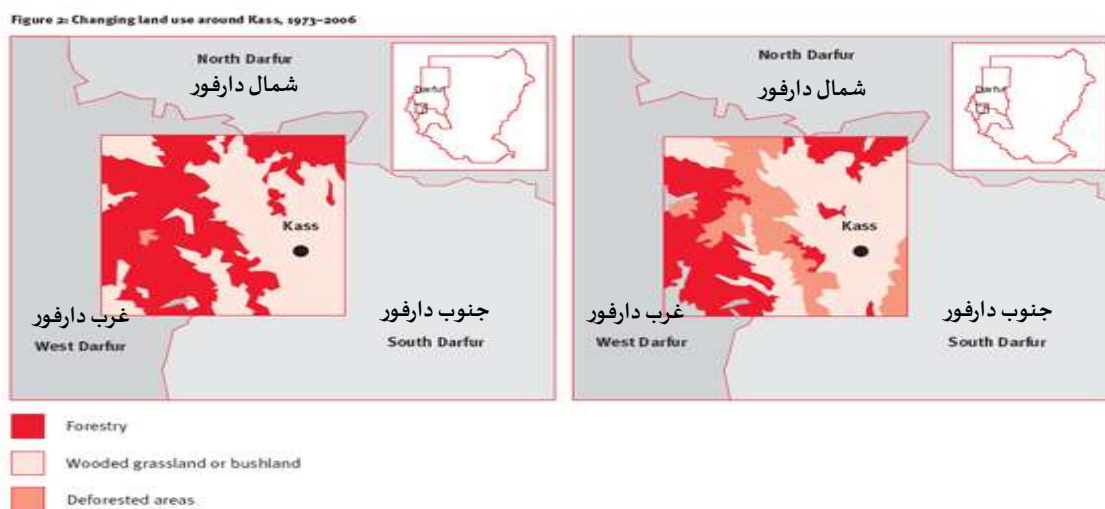 Figure 2: Changing land use around Kass, 1973–2006
North Darfur
شمال دارفور
Darfur
Kass
غرب دارفور
West Darfur
جنوب دارفور
South Darfur
North Darfur
شمال دارفور
Darfur
Kass
غرب دارفور
West Darfur
جنوب دارفور
South Darfur
Forestry
Wooded grassland or bushland
Deforested areas